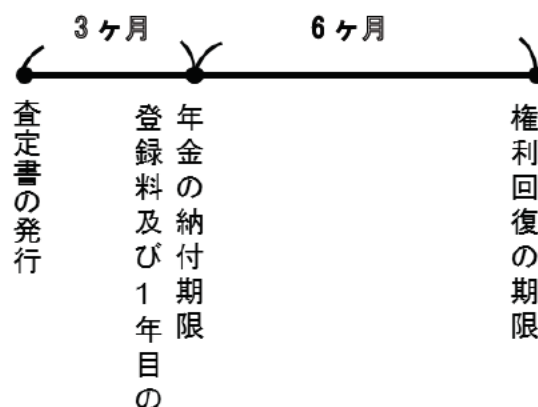 3ヶ月
6ヶ月
査定書の発行
登録料及び1年目の
年金の納付期限
権利回復の期限